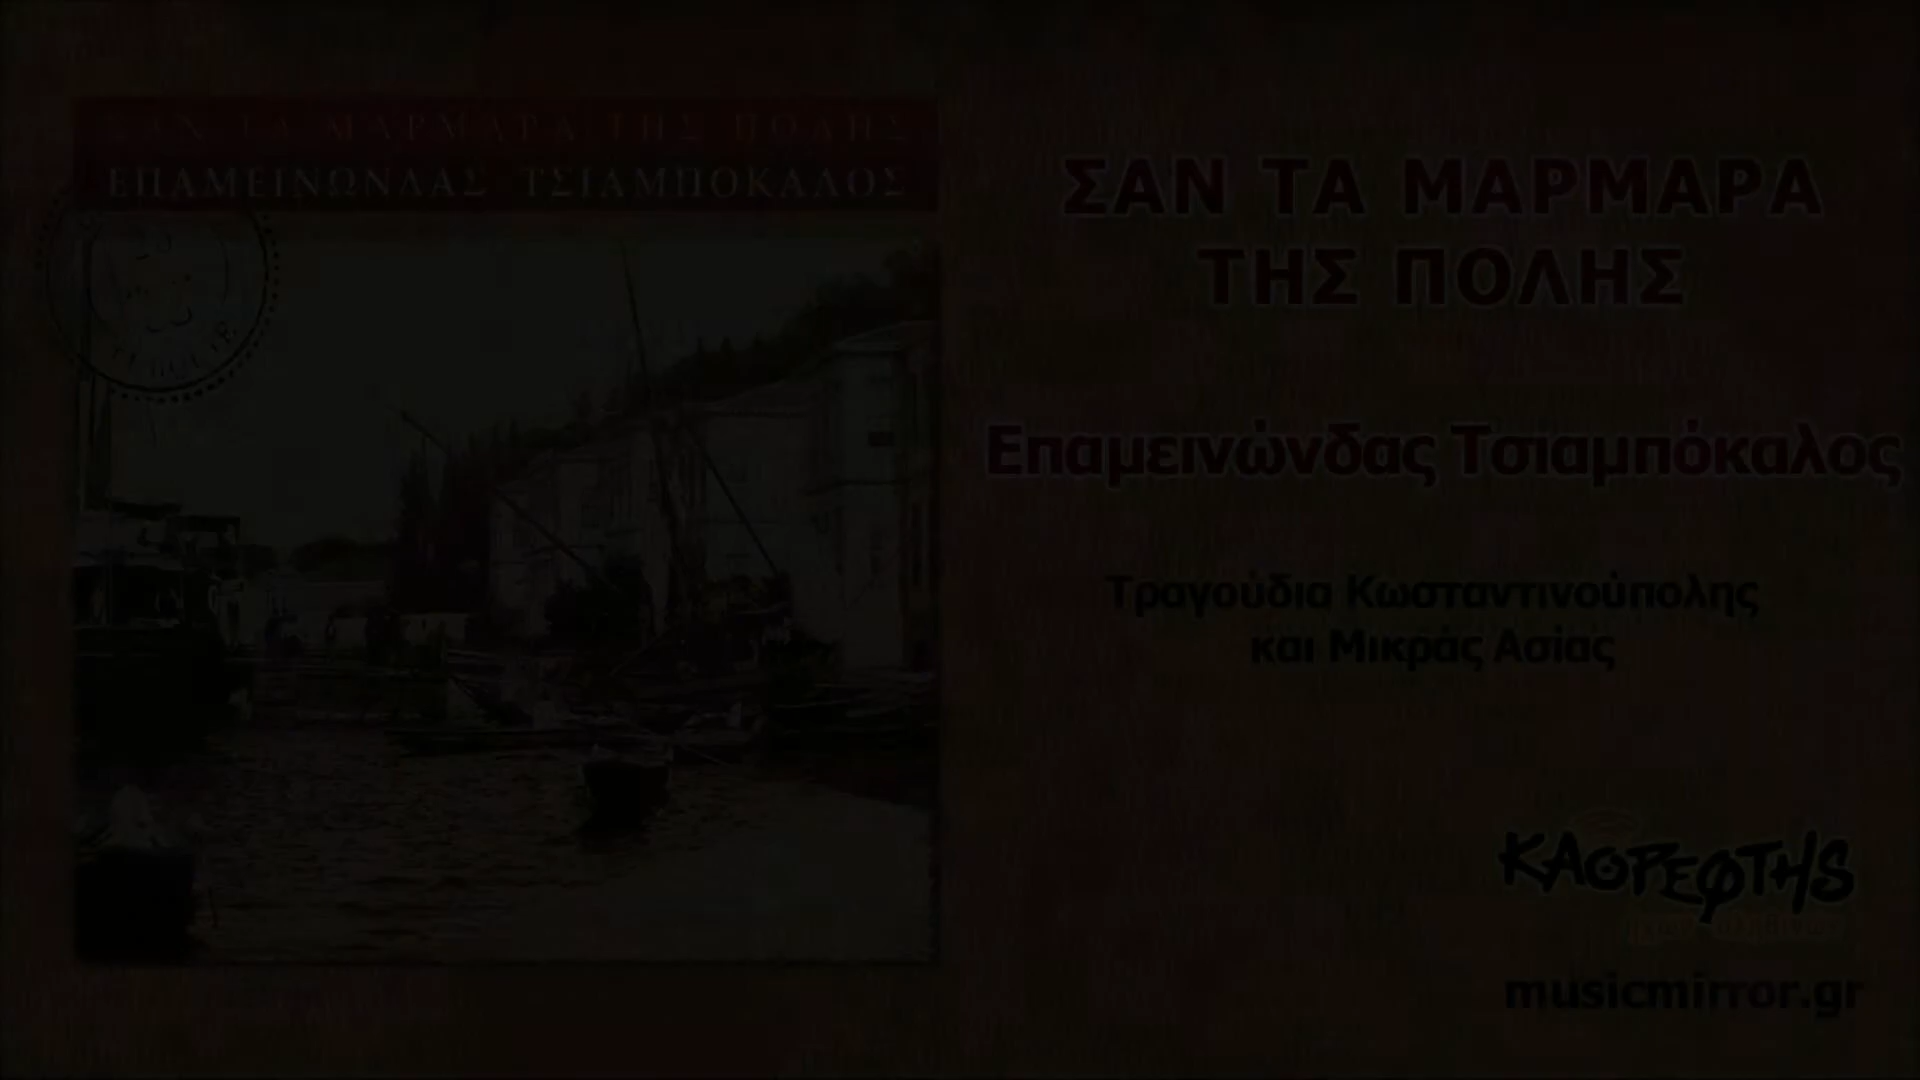 ΣΑΝ ΤΑ ΜΑΡΜΑΡΑ ΤΗΣ ΠΟΛΗΣ
ΕΠΑΜΕΙΝΩΝΔΑΣ ΤΣΙΑΜΠΟΚΑΛΟΣ
ΣΑΝ ΤΑ ΜΑΡΜΑΡΑ
ΤΗΣ ΠΟΛΗΣ
Επαμεινώνδας Τσιαμπόκαλος
Τραγούδια Κωσταντινούπολης
και Μικράς Ασίας
ΚΑΘΡΕΦΤΗS
musicmirror.gr